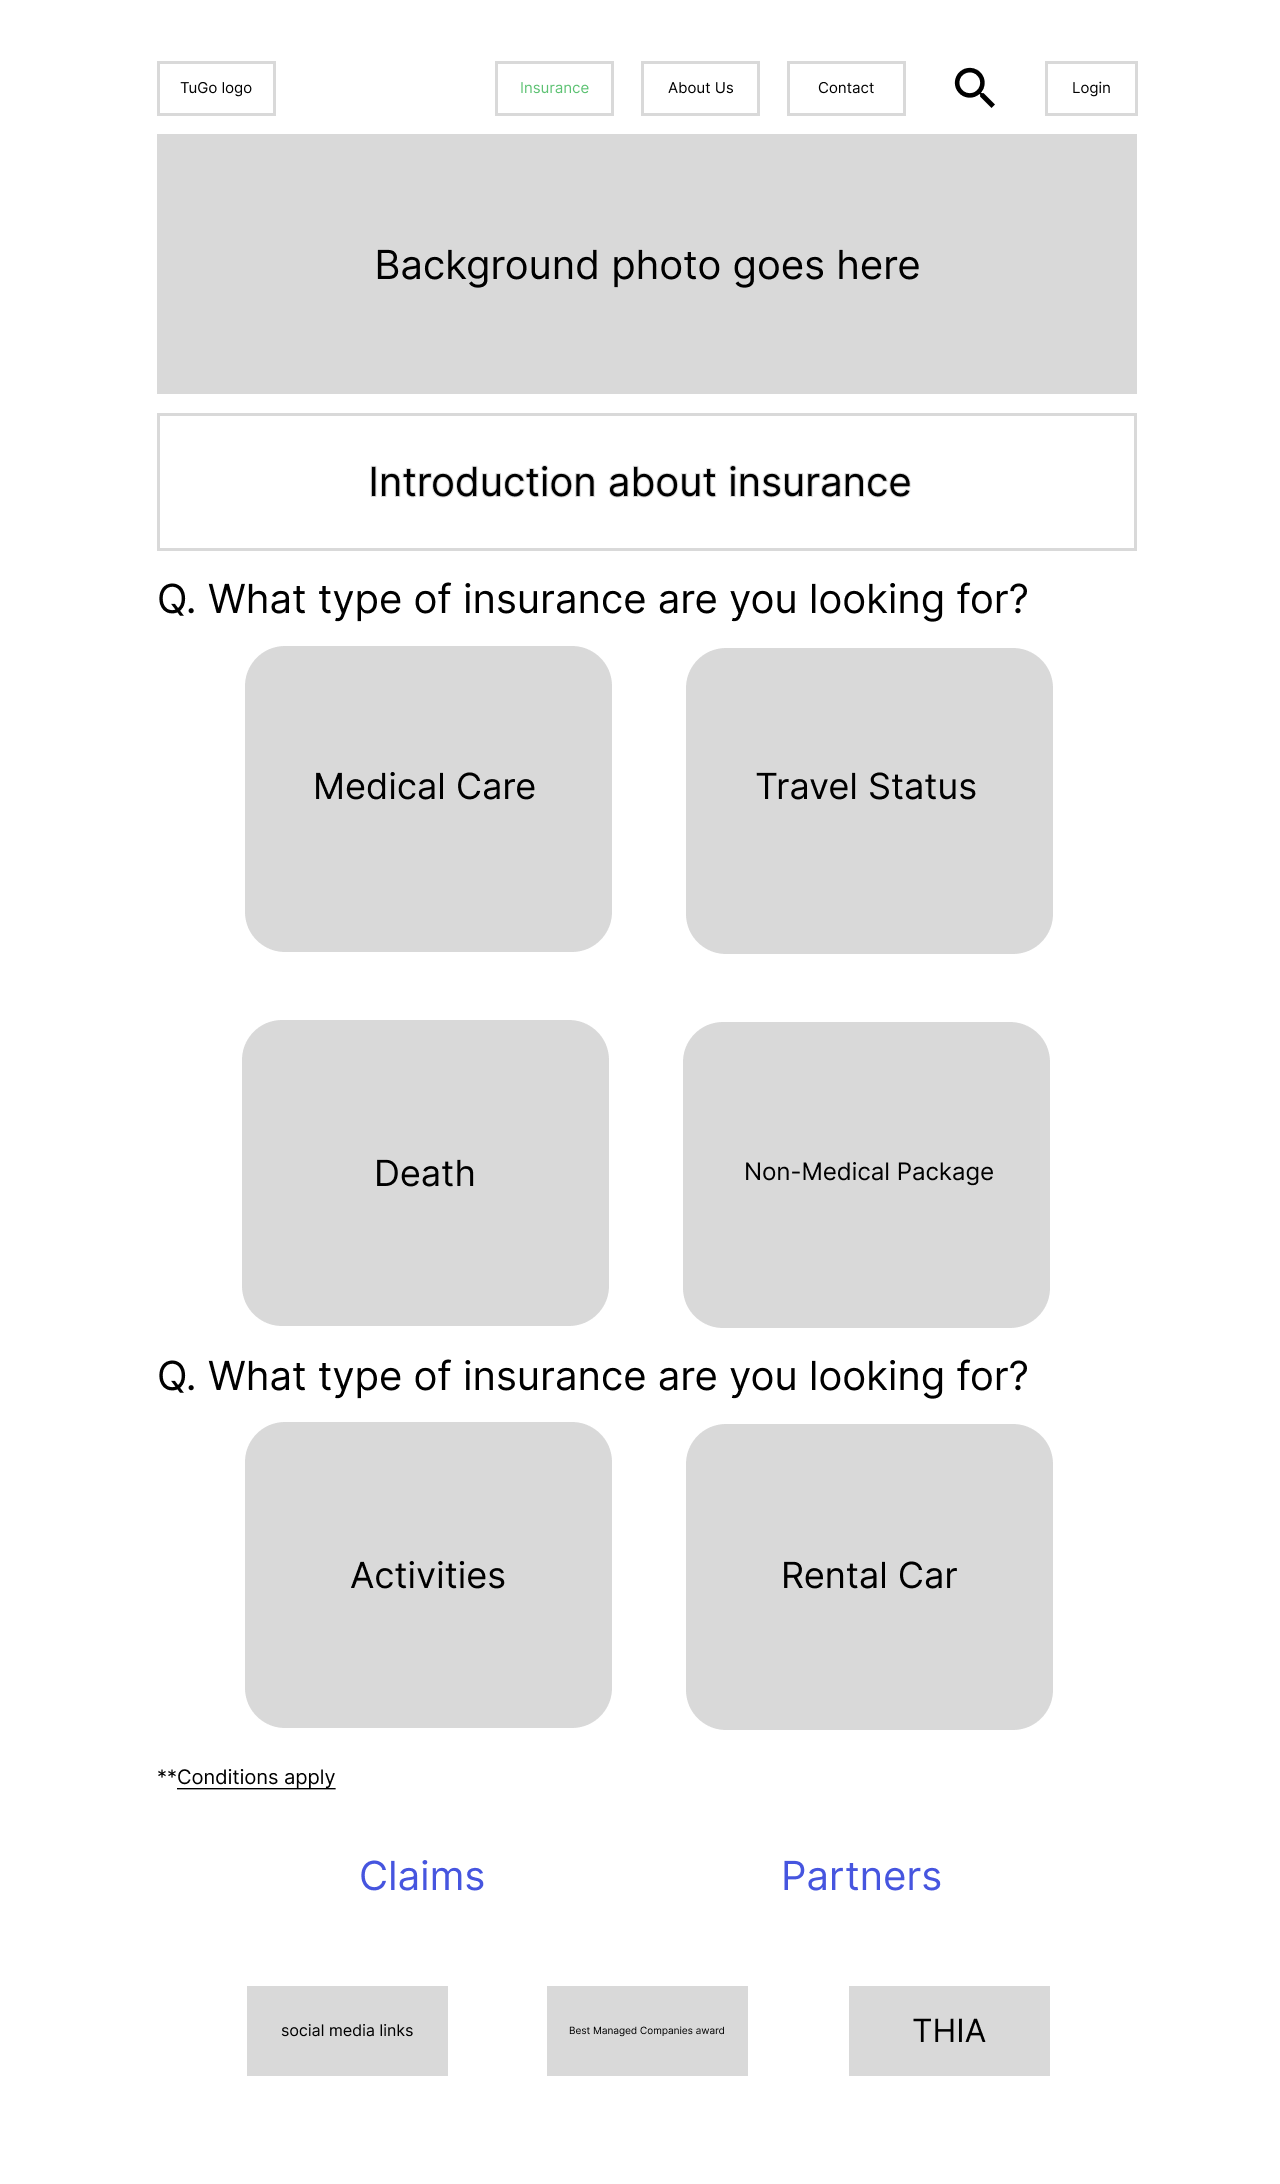 TuGo logo
Insurance
About Us
Contact
Login
Background photo goes here
Introduction about insurance
Q. What type of insurance are you looking for?
Medical Care
Travel Status
Death
Non-Medical Package
Q. What type of insurance are you looking for?
Activities
Rental Car
**Conditions apply
Claims
Partners
social media links
Best Managed Companies award
THIA